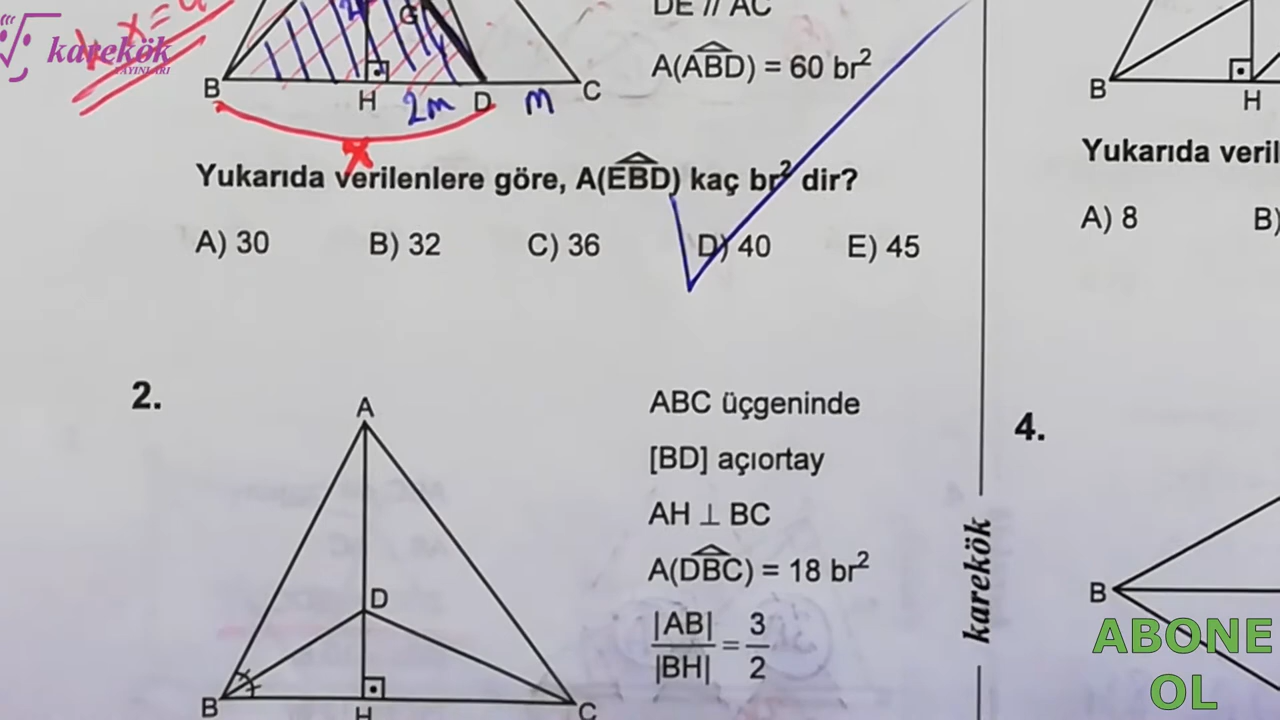 x = a
karekök
YAYINLARI
G
DE // AC
A(ABD) = 60 br²
B H 2m D m C
x
Yukarıda verilenlere göre, A(EBD) kaç br² dir?
A) 30 B) 32 C) 36 D) 40 E) 45
B H
Yukarıda veril
A) 8 B)
2.
A
D
B H C
ABC üçgeninde
[BD] açıortay
AH ⊥ BC
A(DBC) = 18 br²
|AB| / |BH| = 3 / 2
karekök
4.
B
ABONE
OL